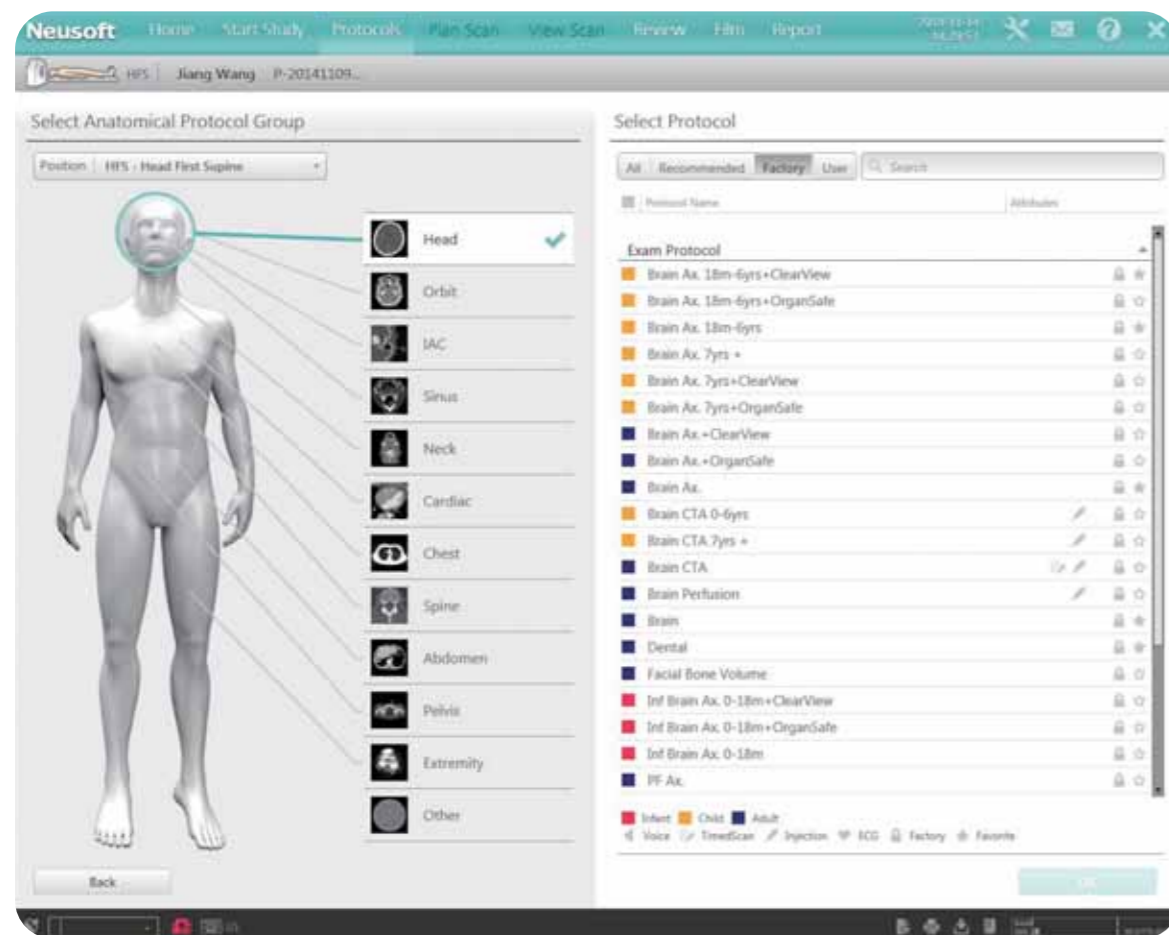 Neusoft Home Start Study Protocols Plan Scan View Scan Review Film Report
HFS Jiang Wang P-20141109...
Select Anatomical Protocol Group
Position HFS - Head First Supine
Head
Orbit
IAC
Sinus
Neck
Cardiac
Chest
Spine
Abdomen
Pelvis
Extremity
Other
Back
Select Protocol
All Recommended Factory User Search
Protocol Name Attributes
Exam Protocol
Brain Ax. 18m-6yrs+ClearView
Brain Ax. 18m-6yrs+OrganSafe
Brain Ax. 18m-6yrs
Brain Ax. 7yrs +
Brain Ax. 7yrs+ClearView
Brain Ax. 7yrs+OrganSafe
Brain Ax.+ClearView
Brain Ax.+OrganSafe
Brain Ax.
Brain CTA 0-6yrs
Brain CTA 7yrs +
Brain CTA
Brain Perfusion
Brain
Dental
Facial Bone Volume
Inf Brain Ax. 0-18m+ClearView
Inf Brain Ax. 0-18m+OrganSafe
Inf Brain Ax. 0-18m
PF Ax.
Infant Child Adult
Voice TimedScan Injection ECG Factory Favorite
OK